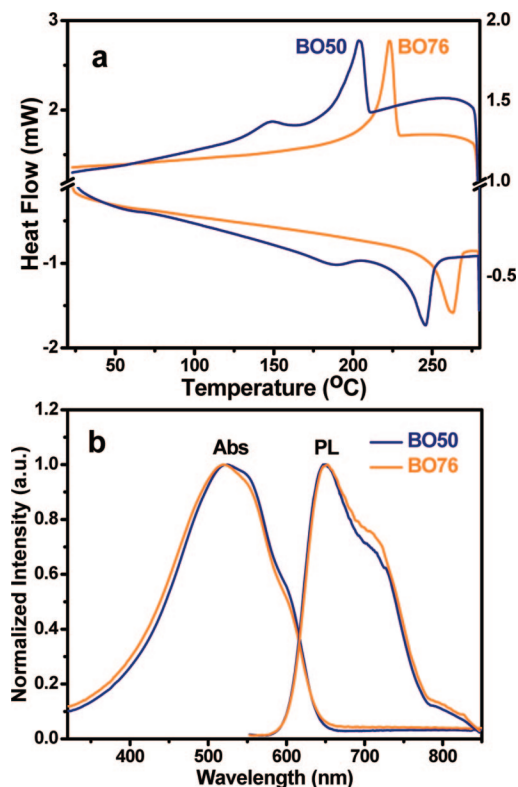 a
BO50 BO76
Heat Flow (mW)
3
2
-1
-2
2.0
1.5
1.0
-0.5
50 100 150 200 250
Temperature (ºC)
b
Abs PL
BO50
BO76
Normalized Intensity (a.u.)
1.2
1.0
0.8
0.6
0.4
0.2
0.0
400 500 600 700 800
Wavelength (nm)